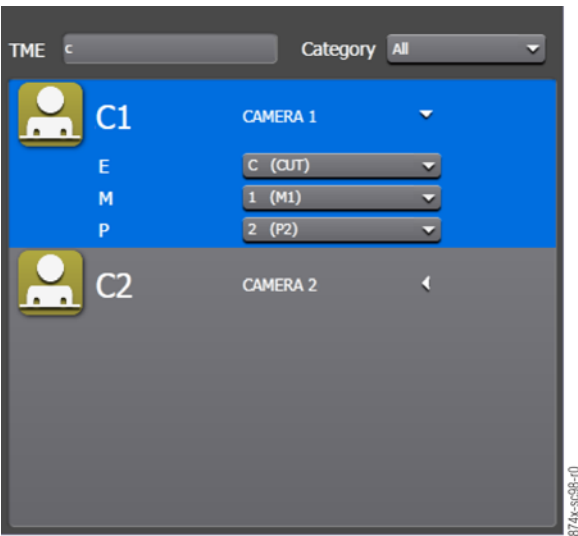 TME c Category All
C1 CAMERA 1
E C (CUT)
M 1 (M1)
P 2 (P2)
C2 CAMERA 2
874x-sc98-r0